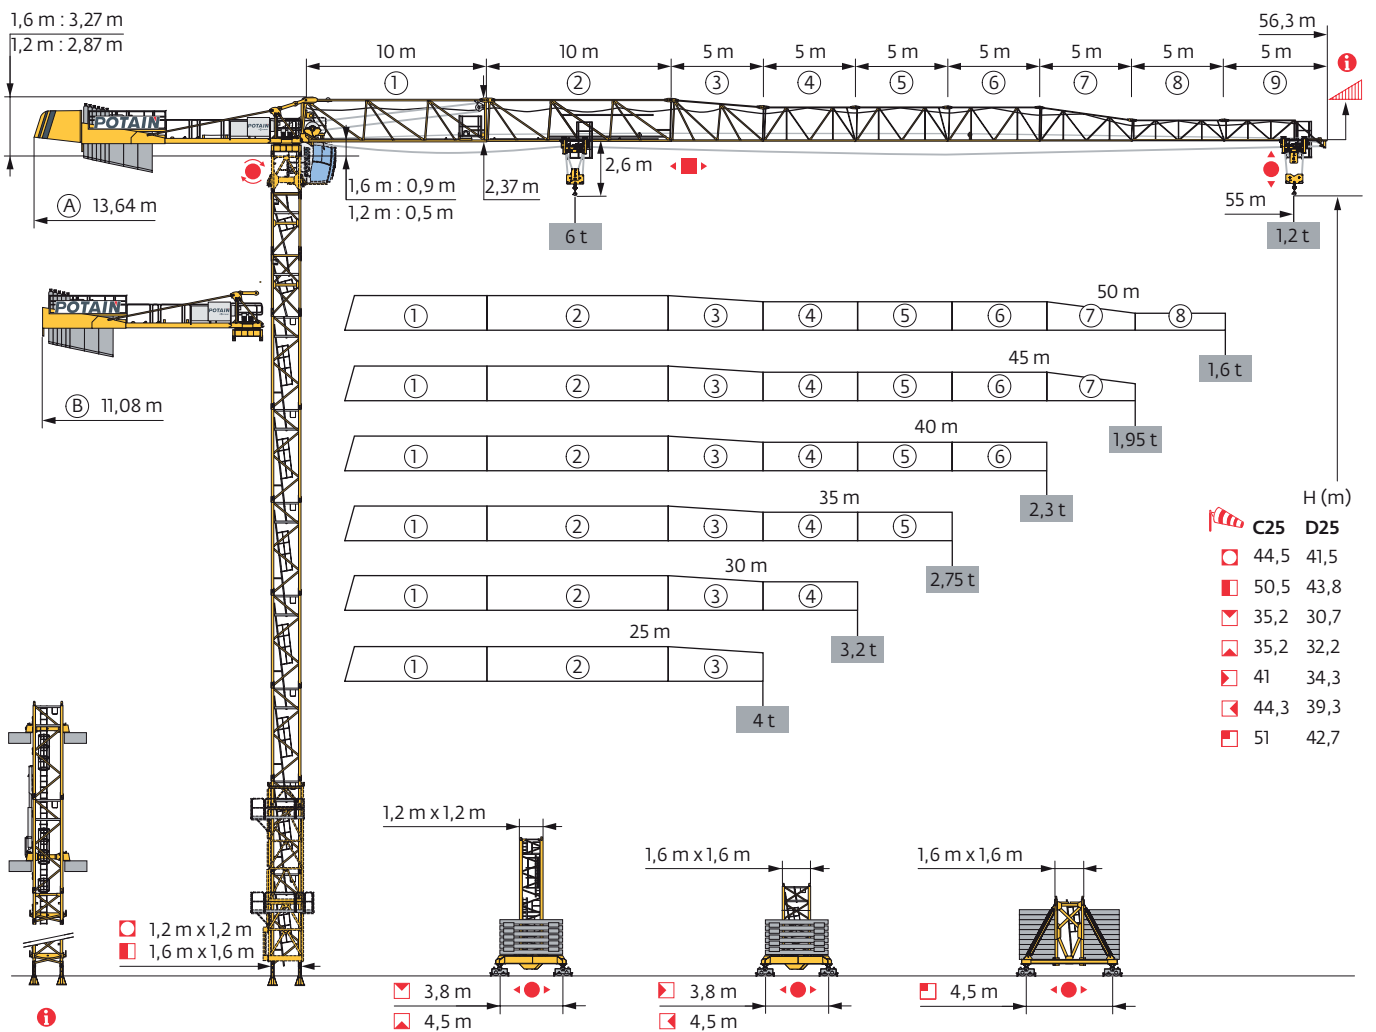 1,6 m : 3,27 m
1,2 m : 2,87 m
56,3 m
10 m 10 m 5 m 5 m 5 m 5 m 5 m 5 m 5 m
① ② ③ ④ ⑤ ⑥ ⑦ ⑧ ⑨
i
POTAIN
POTAIN
1,6 m : 0,9 m
1,2 m : 0,5 m
2,37 m
2,6 m
Ⓐ 13,64 m
55 m
6 t
1,2 t
POTAIN
POTAIN
Ⓑ 11,08 m
50 m
① ② ③ ④ ⑤ ⑥ ⑦ ⑧
1,6 t
45 m
① ② ③ ④ ⑤ ⑥ ⑦
1,95 t
40 m
① ② ③ ④ ⑤ ⑥
2,3 t
35 m
① ② ③ ④ ⑤
2,75 t
30 m
① ② ③ ④
3,2 t
25 m
① ② ③
4 t
H (m)
C25 D25
44,5 41,5
50,5 43,8
35,2 30,7
35,2 32,2
41 34,3
44,3 39,3
51 42,7
1,2 m x 1,2 m
1,6 m x 1,6 m
1,2 m x 1,2 m
3,8 m
4,5 m
1,6 m x 1,6 m
3,8 m
4,5 m
1,6 m x 1,6 m
4,5 m
i